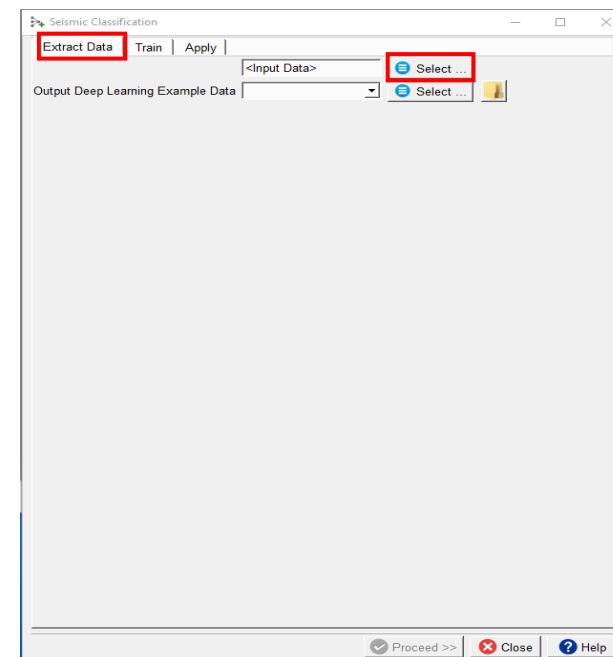 Seismic Classification
Extract Data Train Apply
<Input Data> Select ...
Output Deep Learning Example Data Select ...
Proceed >> Close Help